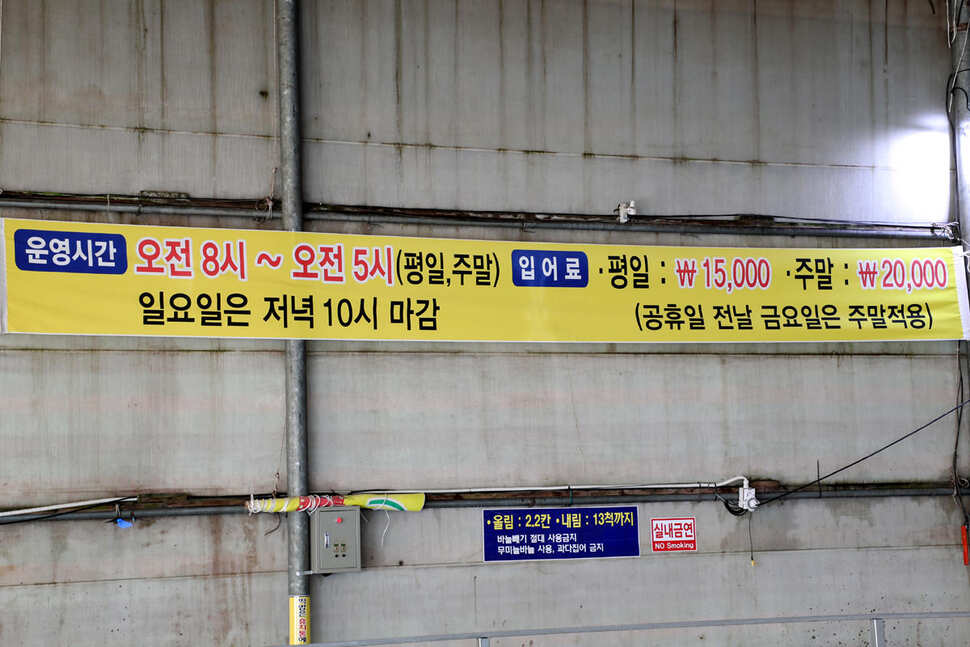 운영시간 오전 8시 ~ 오전 5시(평일,주말) 입어료 ·평일 : ₩15,000 ·주말 : ₩20,000
일요일은 저녁 10시 마감 (공휴일 전날 금요일은 주말적용)
·올림 : 2.2칸 ·내림 : 13척까지
바늘빼기 절대 사용금지
무미늘바늘 사용, 과다집어 금지
실내금연
NO Smoking